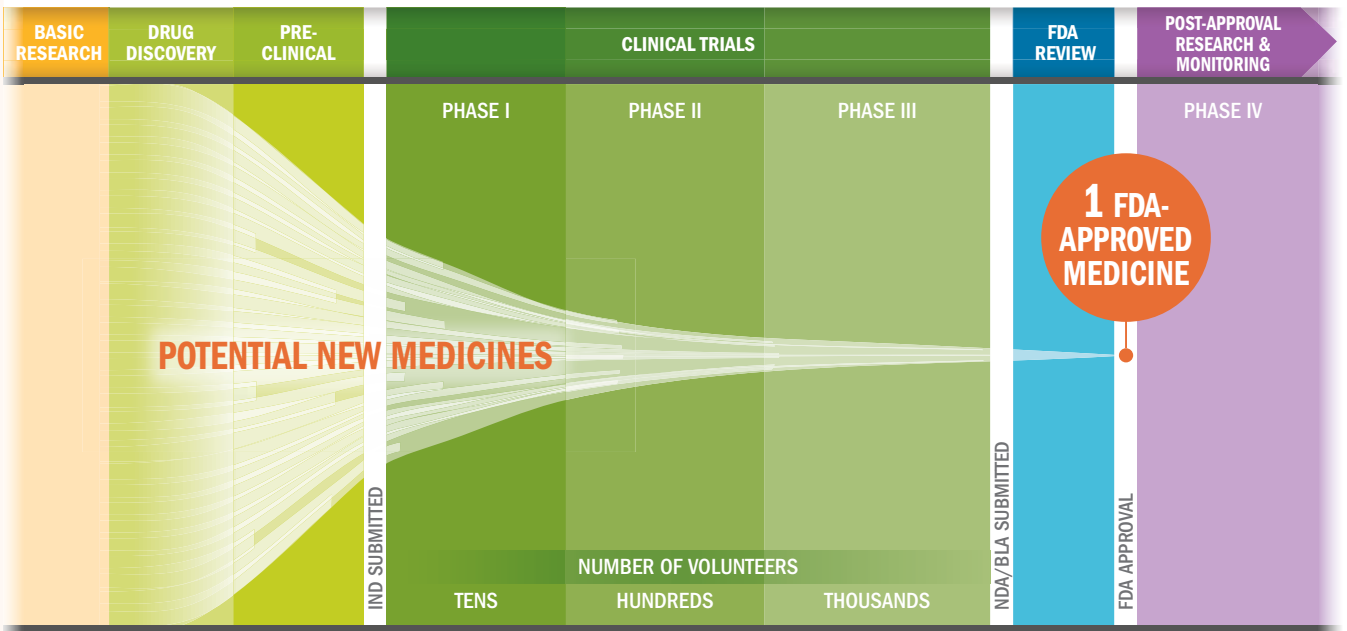 BASIC
RESEARCH
DRUG
DISCOVERY
PRE-
CLINICAL
CLINICAL TRIALS
FDA
REVIEW
POST-APPROVAL
RESEARCH &
MONITORING
PHASE I
PHASE II
PHASE III
PHASE IV
1 FDA-
APPROVED
MEDICINE
POTENTIAL NEW MEDICINES
IND SUBMITTED
NDA/BLA SUBMITTED
FDA APPROVAL
NUMBER OF VOLUNTEERS
TENS
HUNDREDS
THOUSANDS